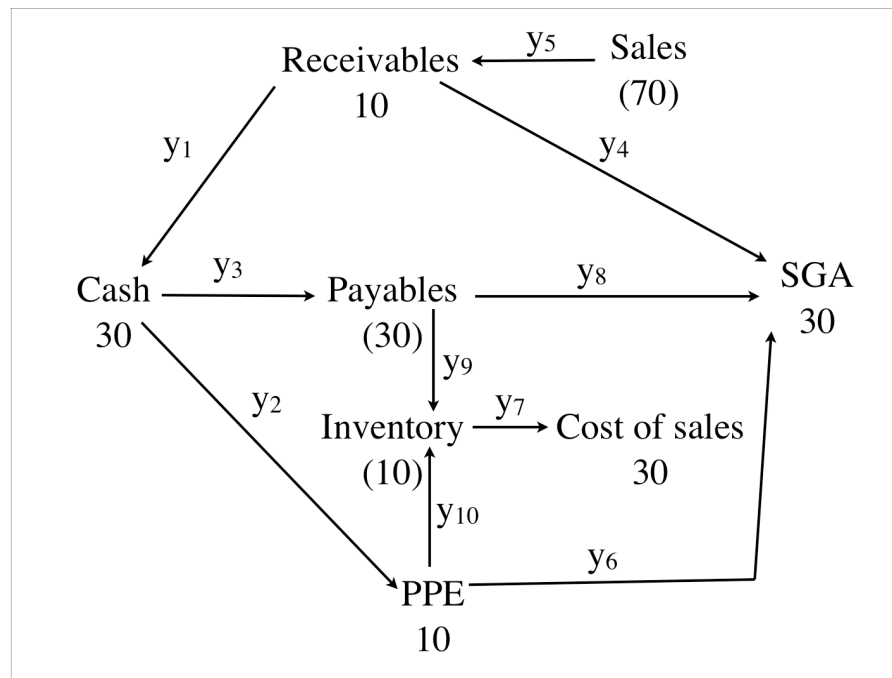 y5
Sales
Receivables
(70)
10
y1
y4
y3
y8
SGA
Cash
Payables
30
30
(30)
y9
y2
y7
Inventory
Cost of sales
(10)
30
y10
y6
PPE
10